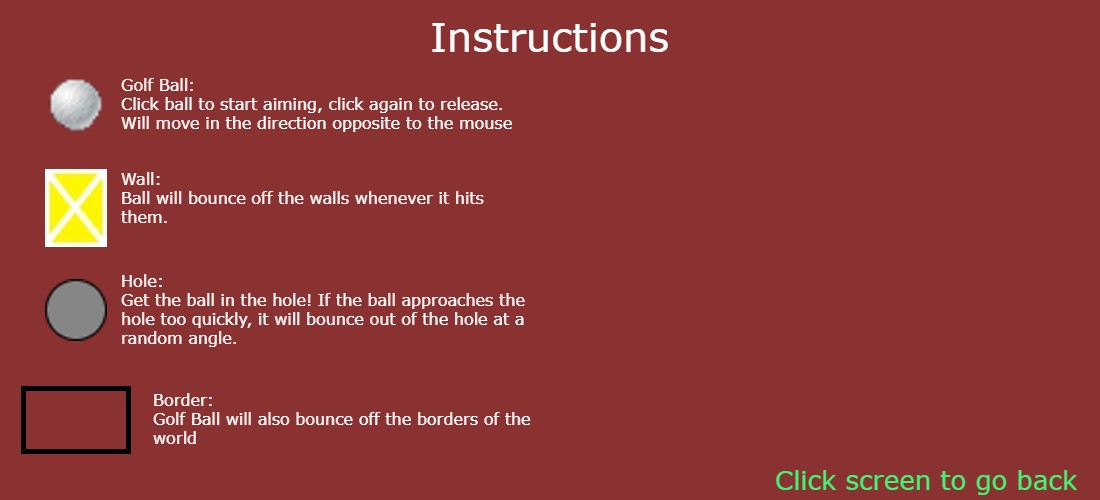 Instructions
Golf Ball:
Click ball to start aiming, click again to release.
Will move in the direction opposite to the mouse
Wall:
Ball will bounce off the walls whenever it hits
them.
Hole:
Get the ball in the hole! If the ball approaches the
hole too quickly, it will bounce out of the hole at a
random angle.
Border:
Golf Ball will also bounce off the borders of the
world
Click screen to go back